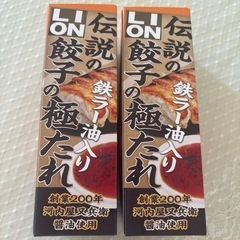 LION
伝説の
餃子の極たれ
鉄ラー油入り
創業200年
河内屋又兵衛
醤油使用
LION
伝説の
餃子の極たれ
鉄ラー油入り
創業200年
河内屋又兵衛
醤油使用